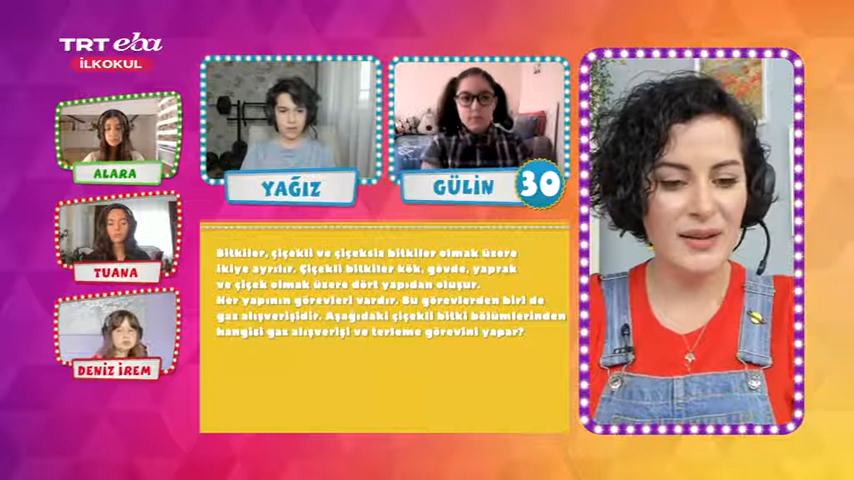 TRT eba
İLKOKUL
ALARA
TUANA
DENİZ İREM
YAĞIZ
GÜLİN
30
Bitkiler, çiçekli ve çiçeksiz bitkiler olmak üzere
ikiye ayrılır. Çiçekli bitkiler kök, gövde, yaprak
ve çiçek olmak üzere dört yapıdan oluşur.
Her yapının görevleri vardır. Bu görevlerden biri de
gaz alışverişidir. Aşağıdaki çiçekli bitki bölümlerinden
hangisi gaz alışverişi ve terleme görevini yapar?